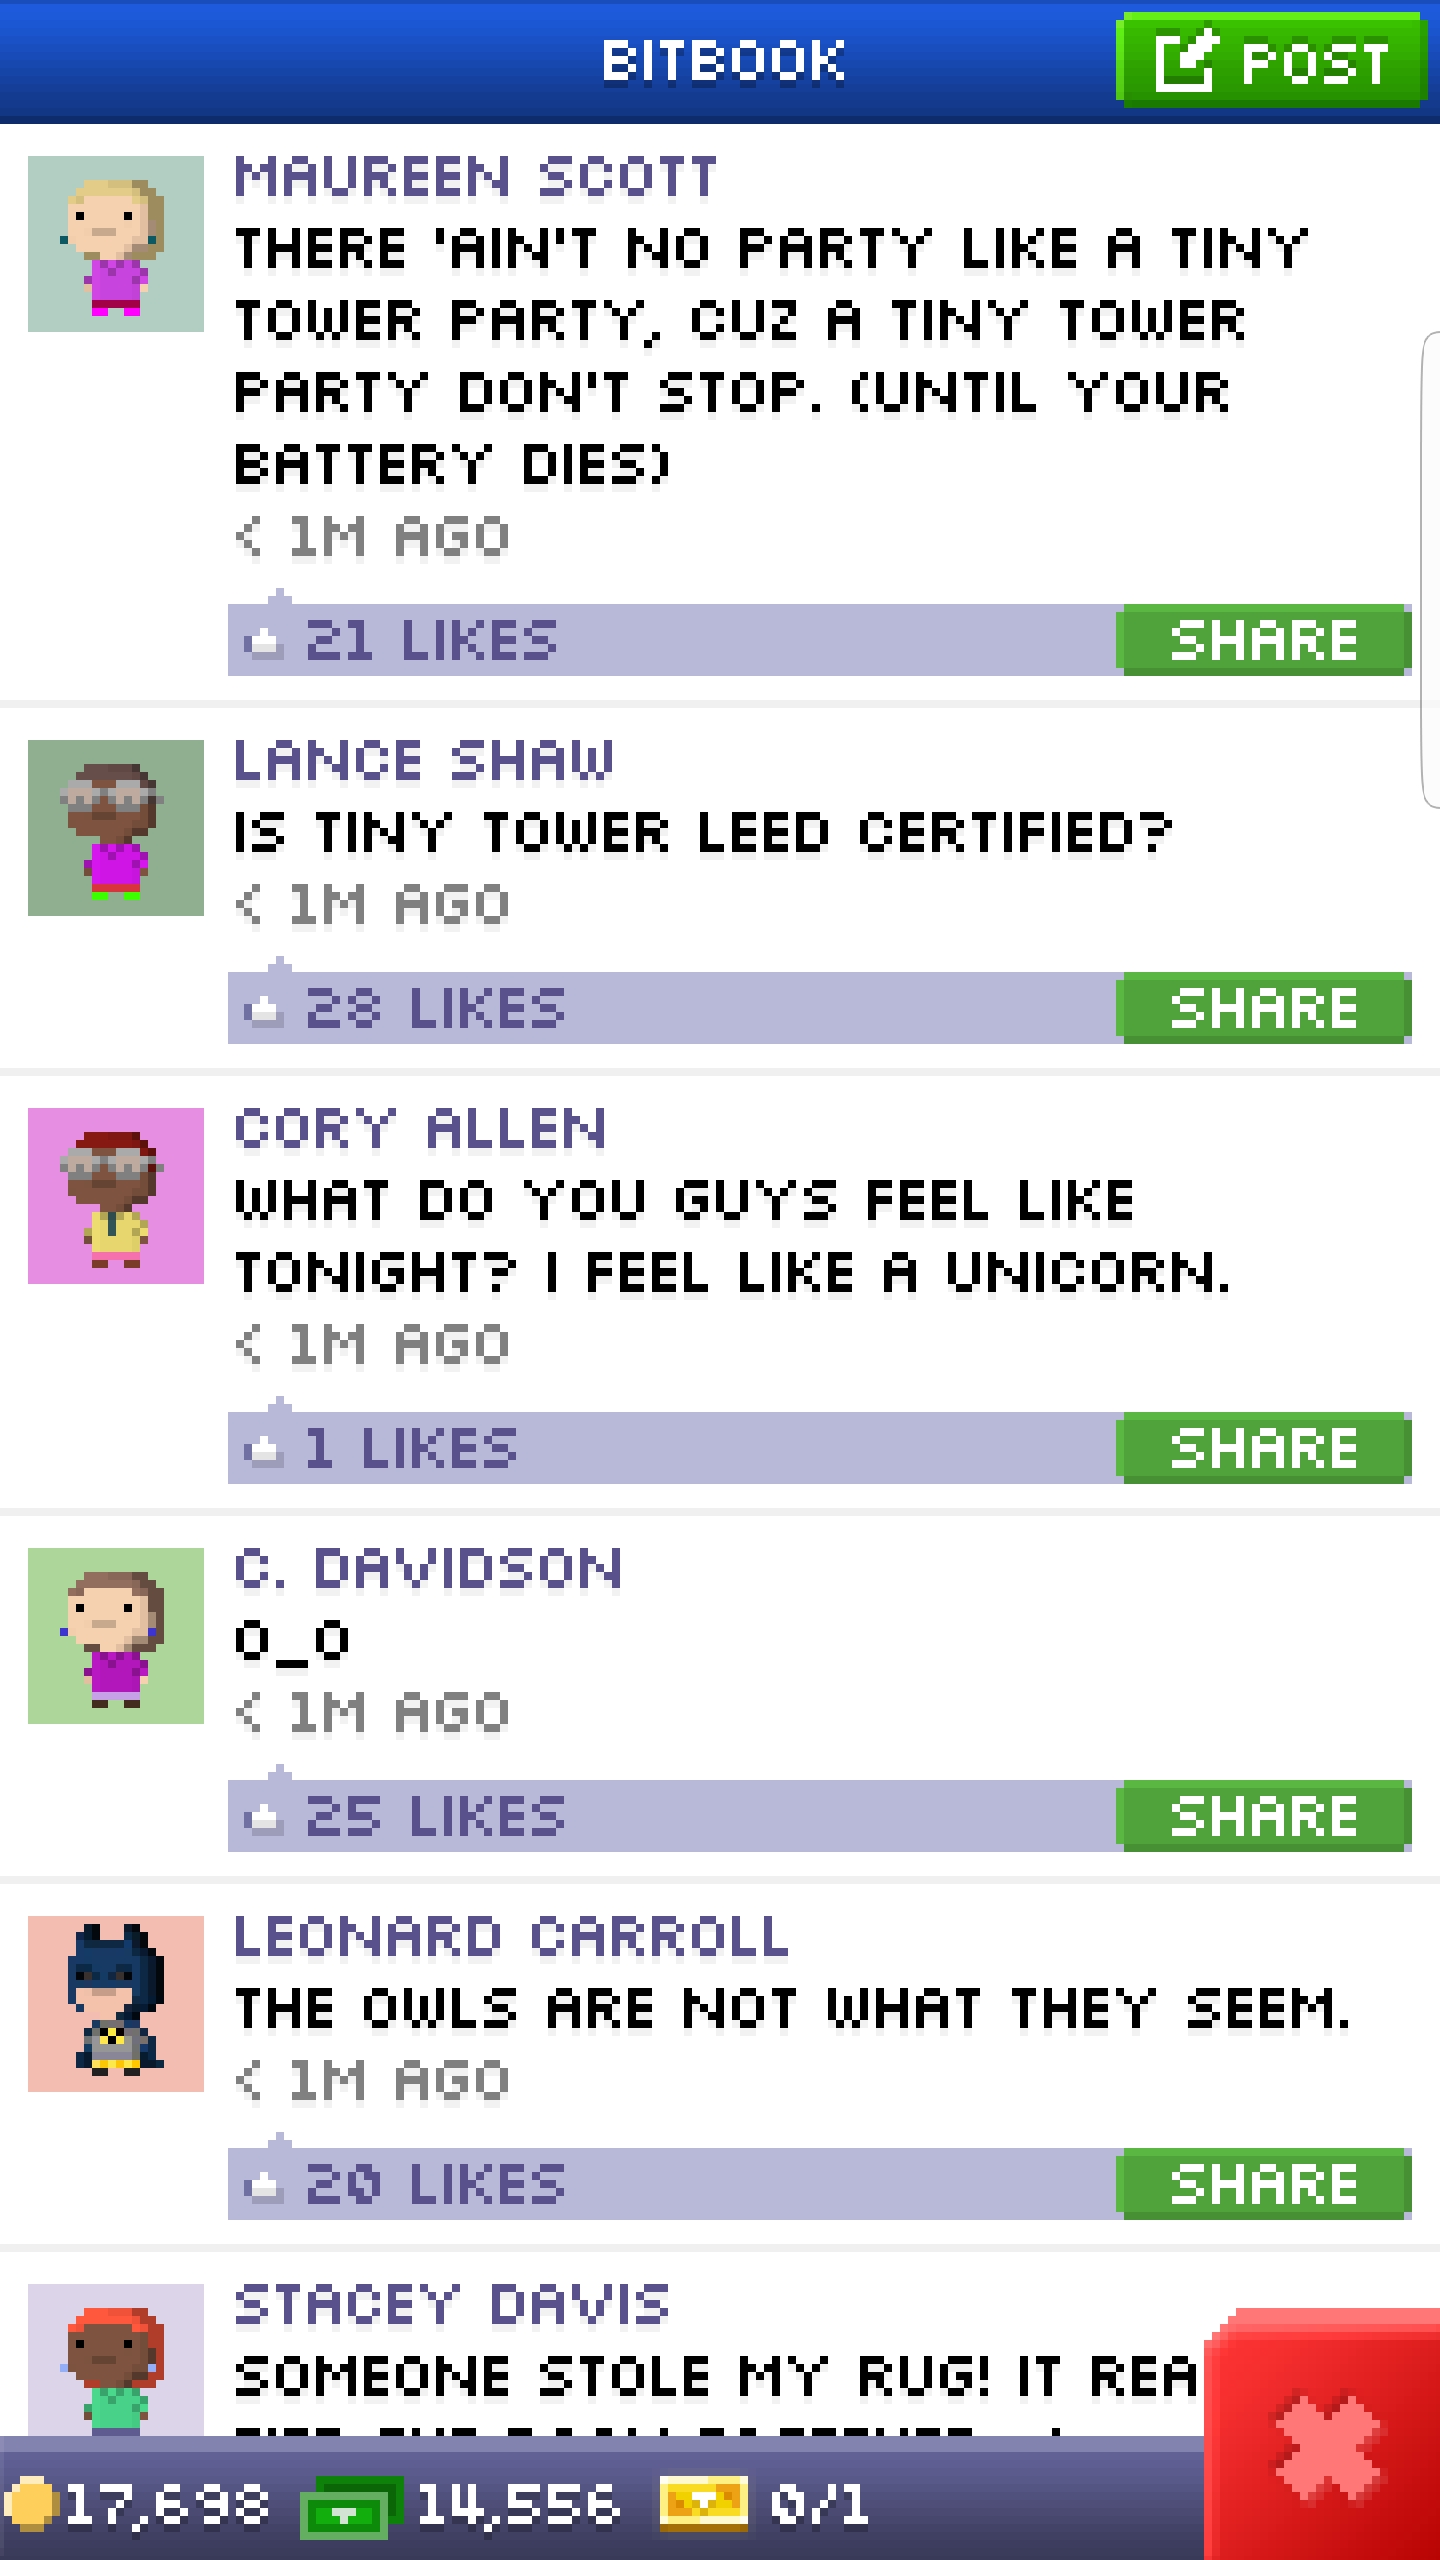 BITBOOK
POST
MAUREEN SCOTT
THERE 'AIN'T NO PARTY LIKE A TINY
TOWER PARTY, CUZ A TINY TOWER
PARTY DON'T STOP. (UNTIL YOUR
BATTERY DIES)
< 1M AGO
21 LIKES
SHARE
LANCE SHAW
IS TINY TOWER LEED CERTIFIED?
< 1M AGO
28 LIKES
SHARE
CORY ALLEN
WHAT DO YOU GUYS FEEL LIKE
TONIGHT? I FEEL LIKE A UNICORN.
< 1M AGO
1 LIKES
SHARE
C. DAVIDSON
O_O
< 1M AGO
25 LIKES
SHARE
LEONARD CARROLL
THE OWLS ARE NOT WHAT THEY SEEM.
< 1M AGO
20 LIKES
SHARE
STACEY DAVIS
SOMEONE STOLE MY RUG! IT REA
17,698
14,556
0/1